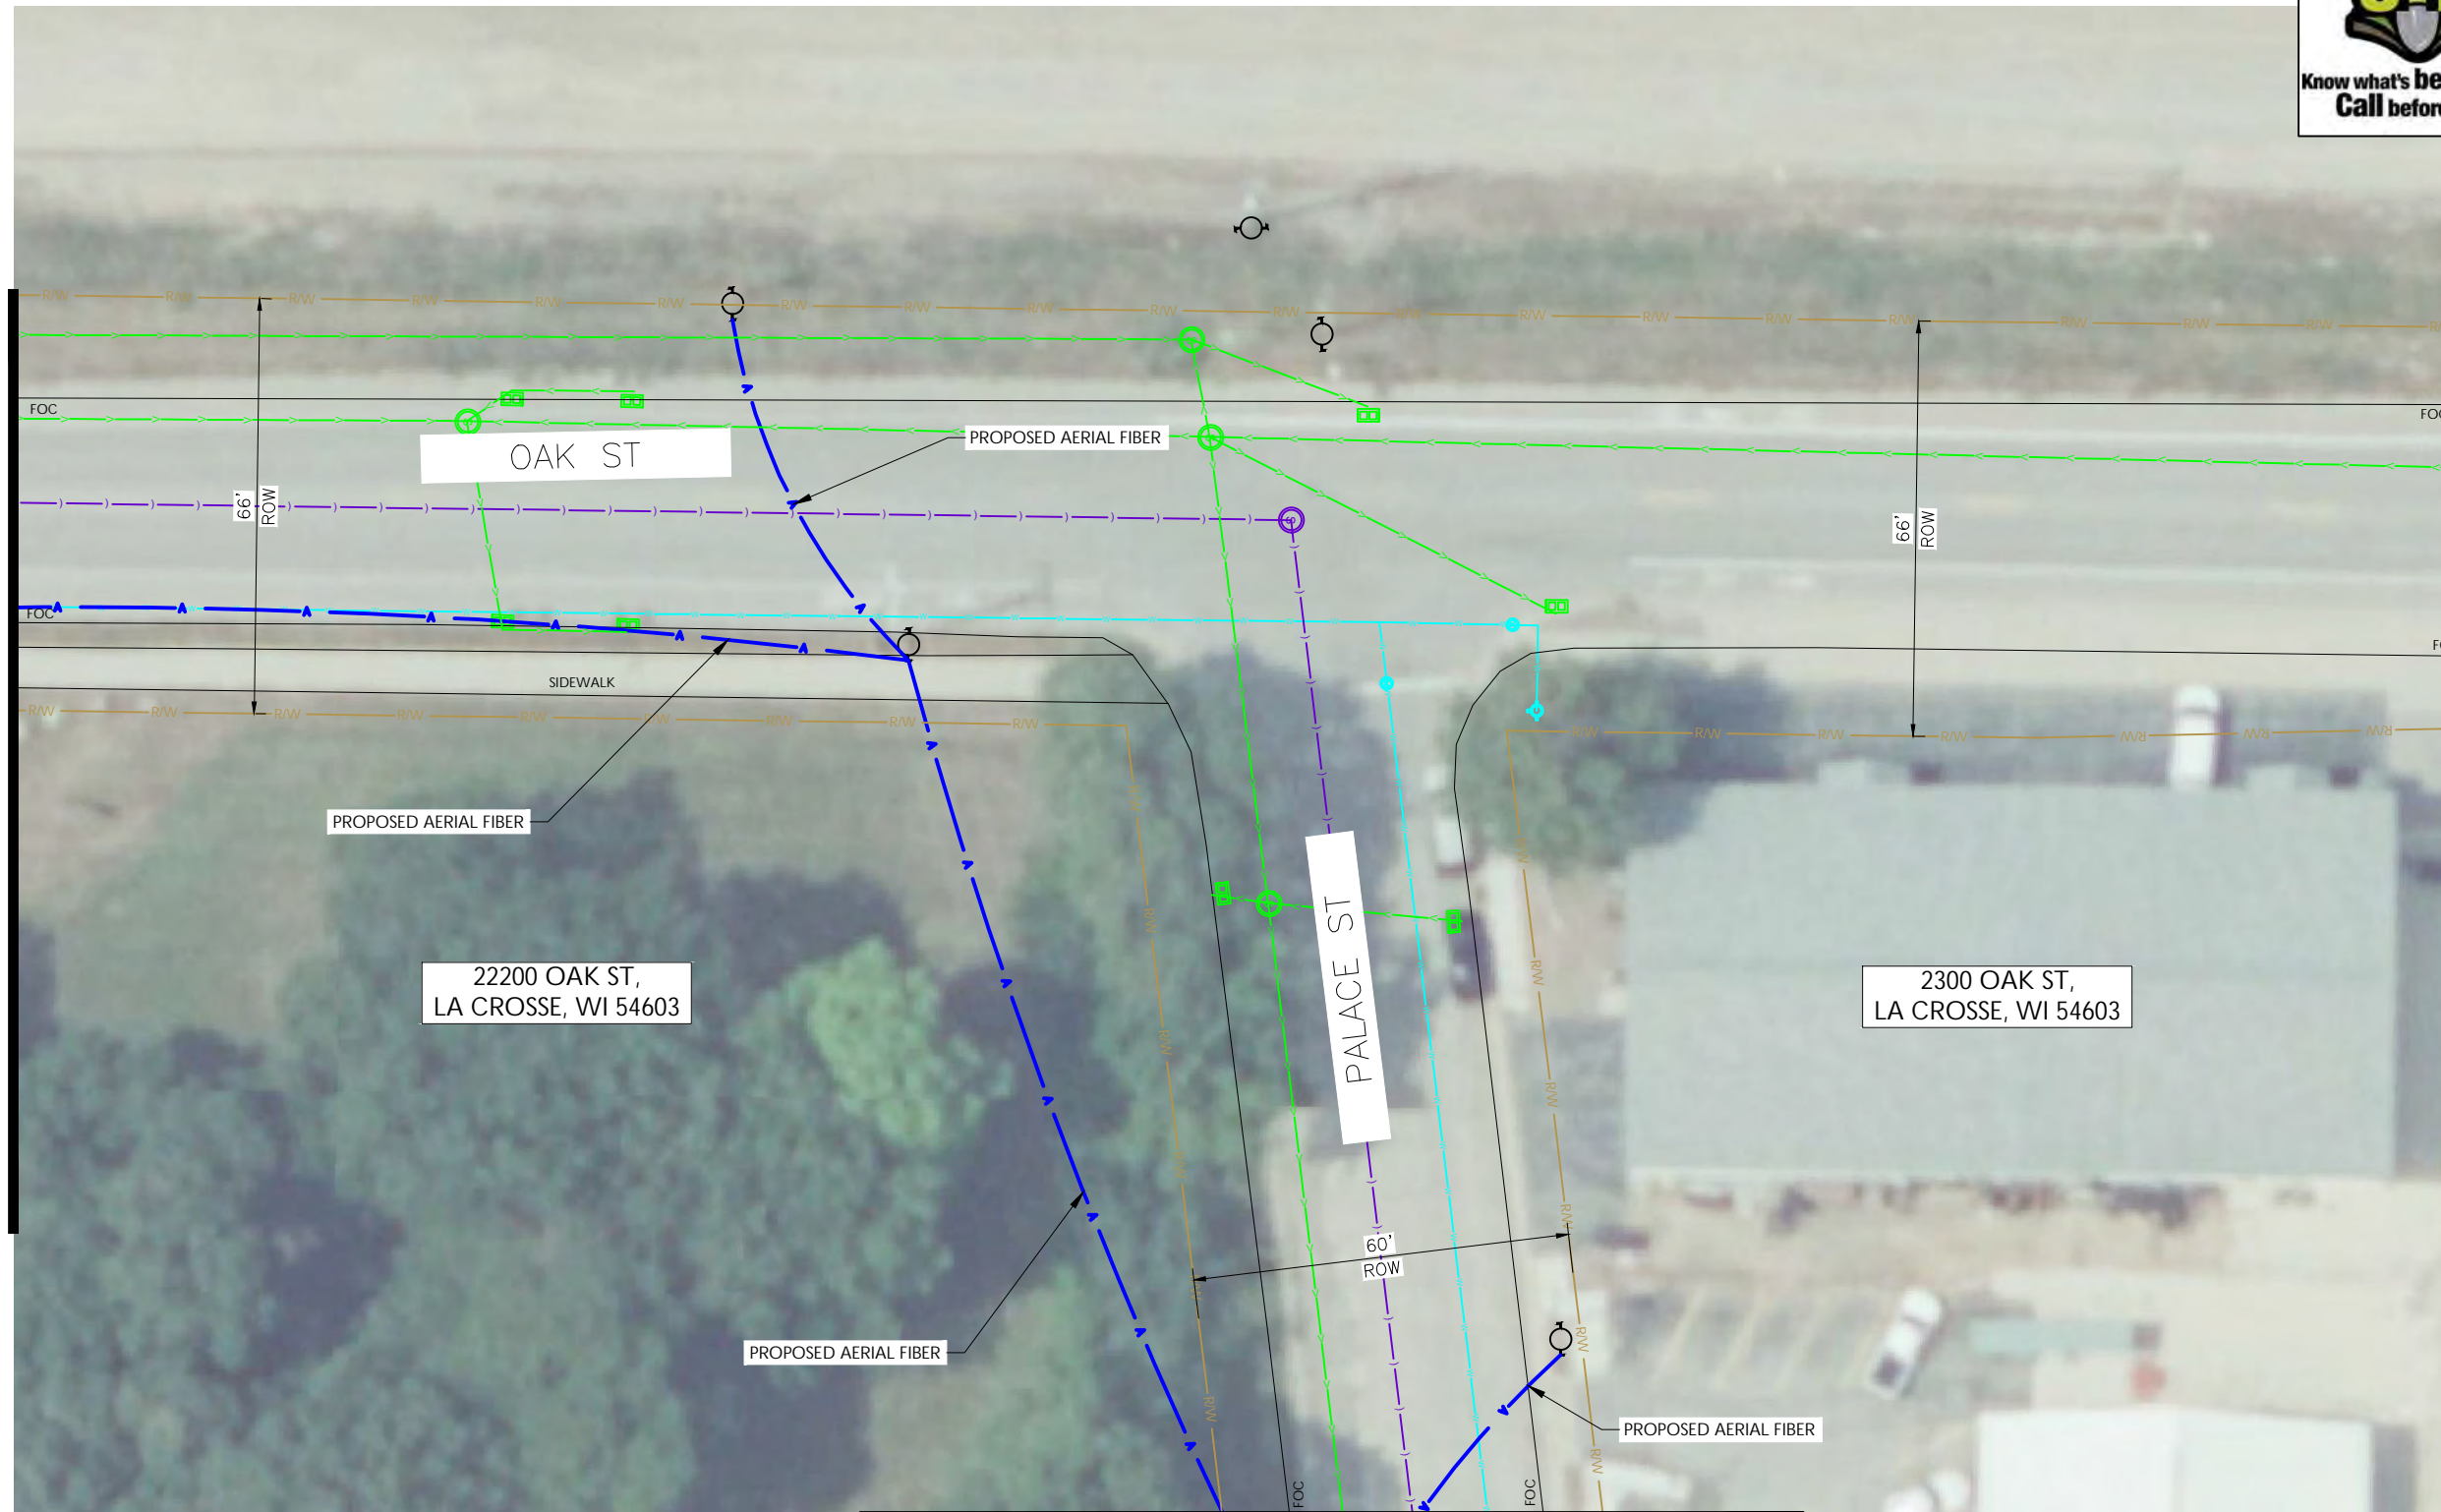 Know what's
Call
R/W R/W R/W R/W R/W R/W R/W R/W R/W R/W R/W R/W R/W R/W R/W R/W R/W R/W R/W
FOC
OAK ST
PROPOSED AERIAL FIBER
66'
ROW
66'
ROW
FOC
SIDEWALK
R/W R/W R/W R/W R/W R/W R/W R/W R/W
R/W R/W R/W R/W R/W R/W R/W
PROPOSED AERIAL FIBER
PALACE ST
22200 OAK ST,
LA CROSSE, WI 54603
2300 OAK ST,
LA CROSSE, WI 54603
60'
ROW
PROPOSED AERIAL FIBER
PROPOSED AERIAL FIBER
FOC
FOC